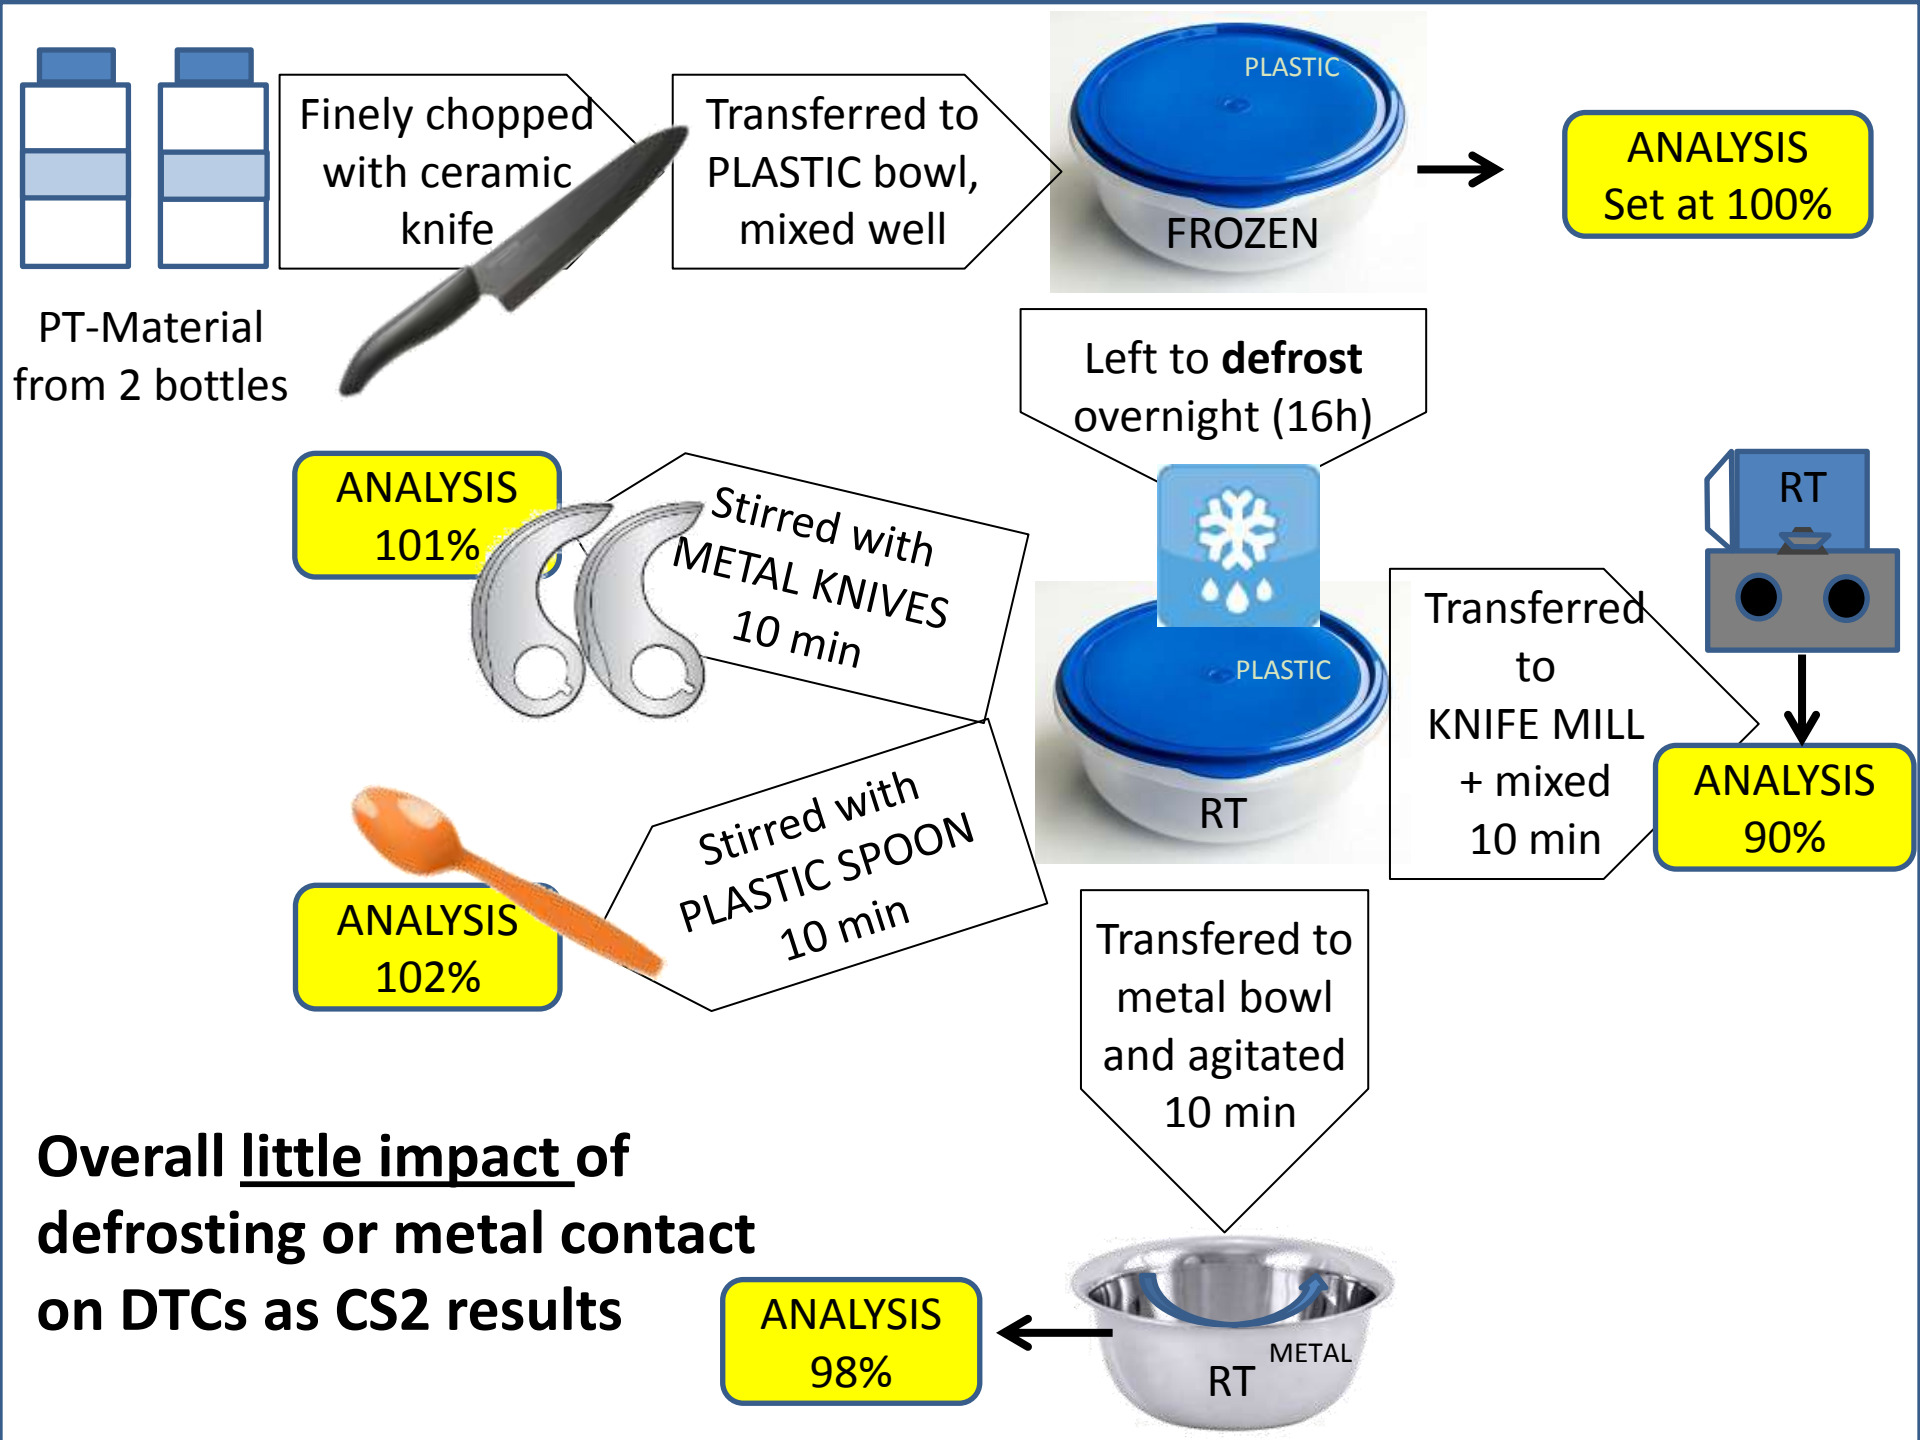 PT-Material
from 2 bottles
Finely chopped
with ceramic
knife
Transferred to
PLASTIC bowl,
mixed well
PLASTIC
FROZEN
ANALYSIS
Set at 100%
Left to defrost
overnight (16h)
ANALYSIS
101%
Stirred with
METAL KNIVES
10 min
PLASTIC
RT
Transferred
to
KNIFE MILL
+ mixed
10 min
RT
ANALYSIS
90%
Stirred with
PLASTIC SPOON
10 min
ANALYSIS
102%
Transfered to
metal bowl
and agitated
10 min
Overall little impact of
defrosting or metal contact
on DTCs as CS2 results
ANALYSIS
98%
METAL
RT